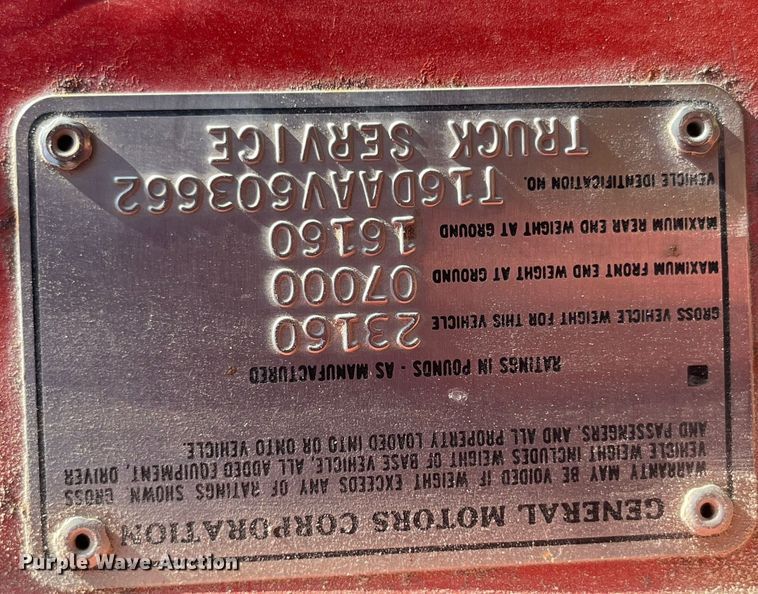 GENERAL MOTORS CORPORATION
WARRANTY MAY BE VOIDED IF WEIGHT EXCEEDS ANY OF RATINGS SHOWN. GROSS
VEHICLE WEIGHT INCLUDES WEIGHT OF BASE VEHICLE, ALL ADDED EQUIPMENT, DRIVER
AND PASSENGERS, AND ALL PROPERTY LOADED INTO OR ONTO VEHICLE.
RATINGS IN POUNDS - AS MANUFACTURED
GROSS VEHICLE WEIGHT FOR THIS VEHICLE 23160
MAXIMUM FRONT END WEIGHT AT GROUND 07000
MAXIMUM REAR END WEIGHT AT GROUND 16160
VEHICLE IDENTIFICATION NO. T16DAAV603662
TRUCK SERVICE
Purple Wave Auction